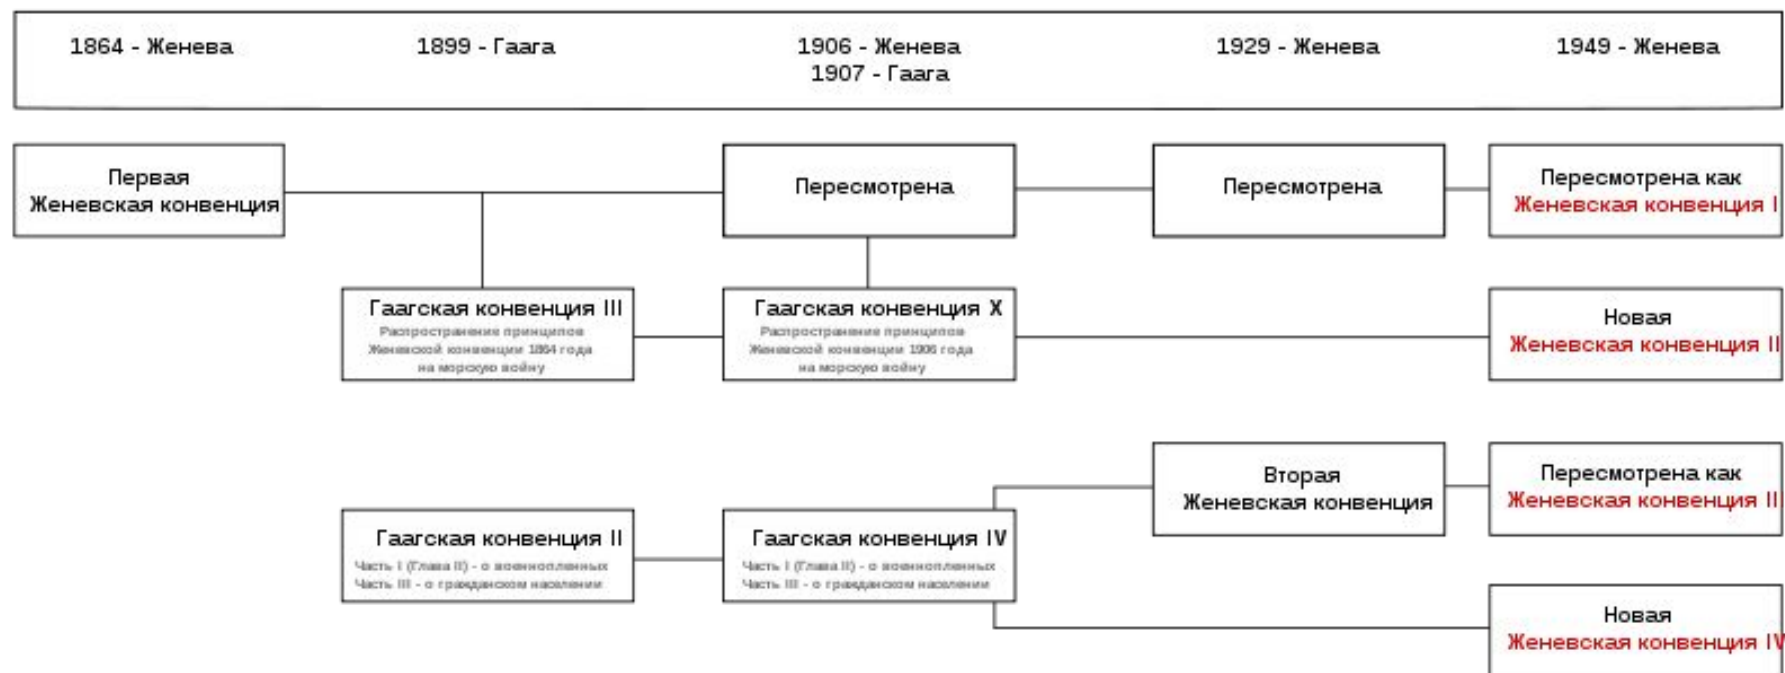 1864 - Женева
1899 - Гаага
1906 - Женева
1907 - Гаага
1929 - Женева
1949 - Женева
Первая
Женевская конвенция
Пересмотрена
Пересмотрена
Пересмотрена как
Женевская конвенция I
Гаагская конвенция III
Распространение принципов
Женевской конвенции 1864 года
на морскую войну
Гаагская конвенция X
Распространение принципов
Женевской конвенции 1906 года
на морскую войну
Новая
Женевская конвенция II
Вторая
Женевская конвенция
Пересмотрена как
Женевская конвенция III
Гаагская конвенция II
Часть I (Глава II) - о военнопленных
Часть III - о гражданском населении
Гаагская конвенция IV
Часть I (Глава II) - о военнопленных
Часть III - о гражданском населении
Новая
Женевская конвенция IV